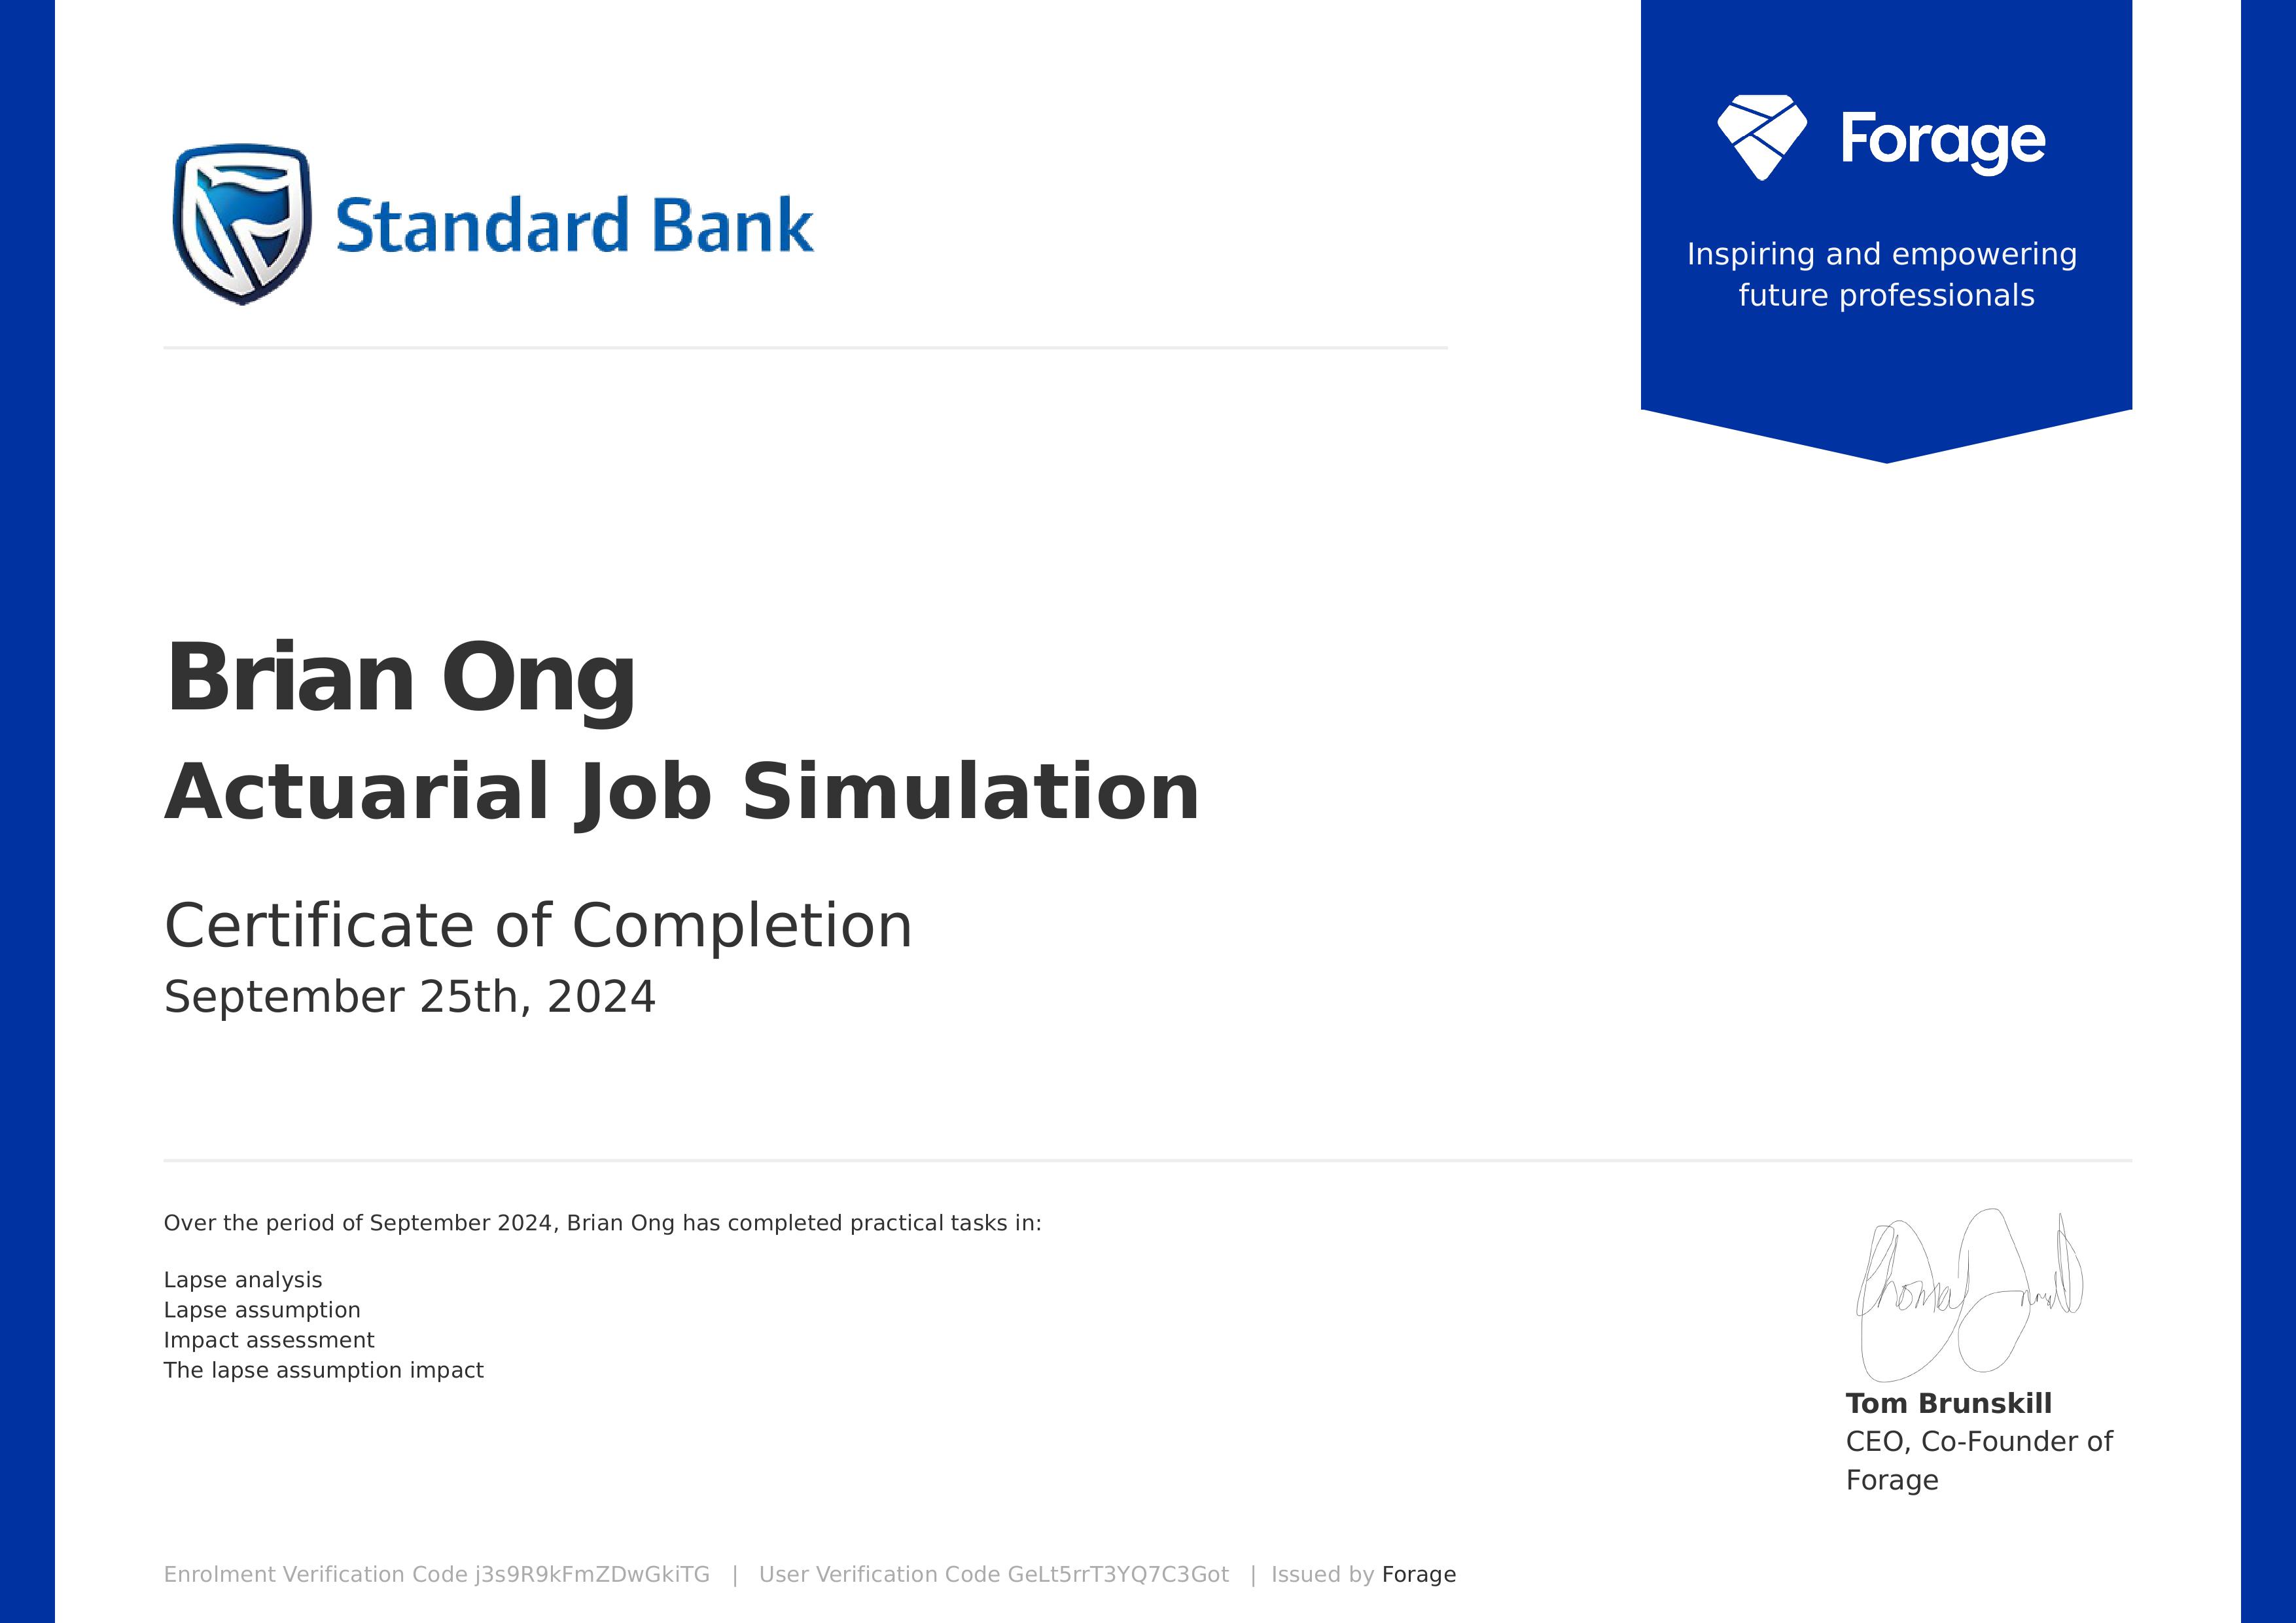 Standard Bank
Forage
Inspiring and empowering
future professionals
Brian Ong
Actuarial Job Simulation
Certificate of Completion
September 25th, 2024
Over the period of September 2024, Brian Ong has completed practical tasks in:
Lapse analysis
Lapse assumption
Impact assessment
The lapse assumption impact
Tom Brunskill
CEO, Co-Founder of
Forage
Enrolment Verification Code j3s9R9kFmZDwGkiTG | User Verification Code GeLt5rrT3YQ7C3Got | Issued by Forage